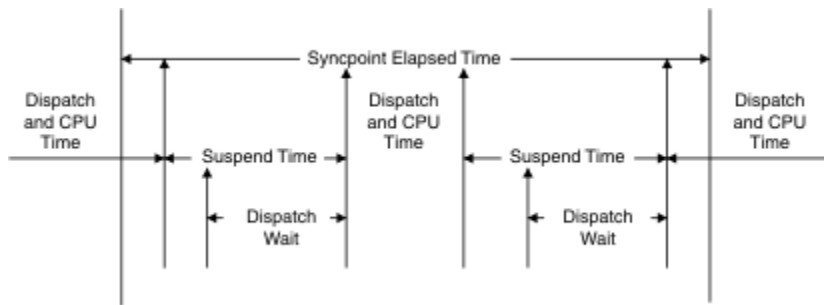 Syncpoint Elapsed Time
Dispatch
and CPU
Time
Dispatch
and CPU
Time
Dispatch
and CPU
Time
Suspend Time
Suspend Time
Dispatch
Wait
Dispatch
Wait